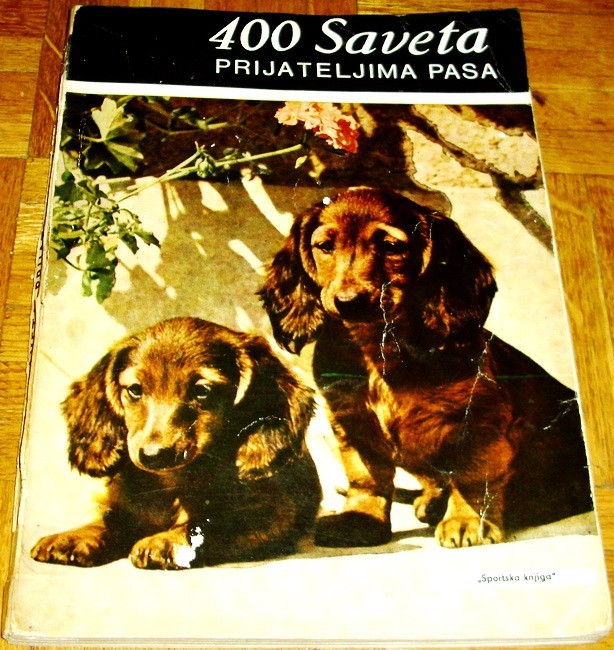 400 Saveta
PRIJATELJIMA PASA
„Sportska knjiga"